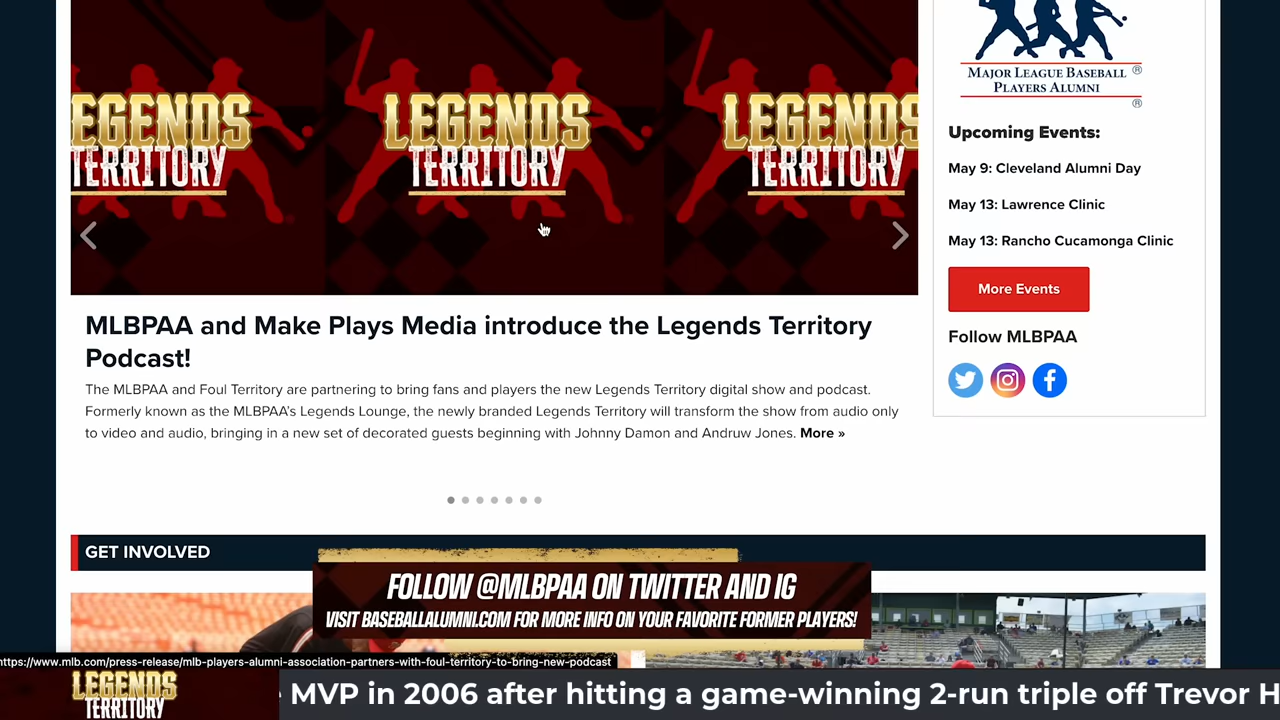 EGENDS
TERRITORY
LEGENDS
TERRITORY
LEGENDS
TERRITORY
MLBPAA and Make Plays Media introduce the Legends Territory
Podcast!
The MLBPAA and Foul Territory are partnering to bring fans and players the new Legends Territory digital show and podcast.
Formerly known as the MLBPAA's Legends Lounge, the newly branded Legends Territory will transform the show from audio only
to video and audio, bringing in a new set of decorated guests beginning with Johnny Damon and Andruw Jones. More »
MAJOR LEAGUE BASEBALL ®
PLAYERS ALUMNI
®
Upcoming Events:
May 9: Cleveland Alumni Day
May 13: Lawrence Clinic
May 13: Rancho Cucamonga Clinic
More Events
Follow MLBPAA
GET INVOLVED
FOLLOW @MLBPAA ON TWITTER AND IG
VISIT BASEBALLALUMNI.COM FOR MORE INFO ON YOUR FAVORITE FORMER PLAYERS!
https://www.mlb.com/press-release/mlb-players-alumni-association-partners-with-foul-territory-to-bring-new-podcast
LEGENDS
TERRITORY
MVP in 2006 after hitting a game-winning 2-run triple off Trevor H